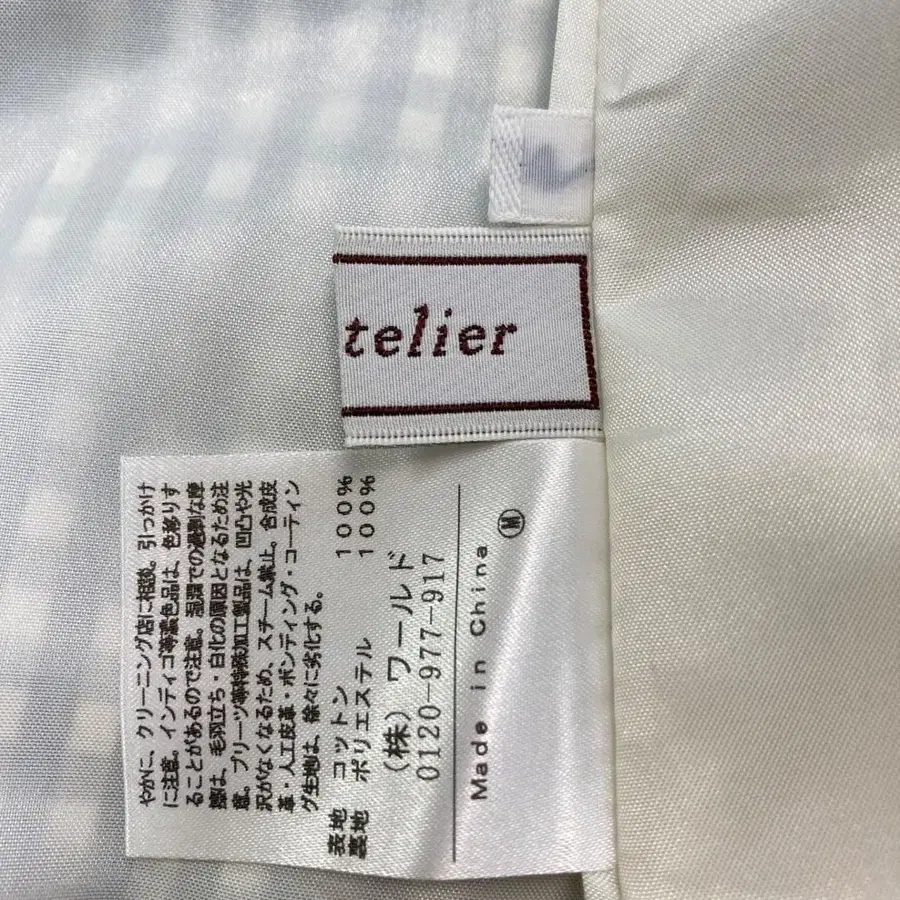 telier
やかに、クリーニング店に相談。引っかけ
に注意。インディゴ等濃色品は、色移りす
ることがあるので注意。湿潤での過剰な摩
擦は、毛羽立ち・白化の原因となるため注
意。プリーツ等特殊加工製品は、凹凸や光
沢がなくなるため、スチーム禁止。合成皮
革・人工皮革・ボンディング・コーティン
グ生地は、徐々に劣化する。
表地 コットン 100%
裏地 ポリエステル 100%
(株)ワールド
0120-977-917
Made in China
M